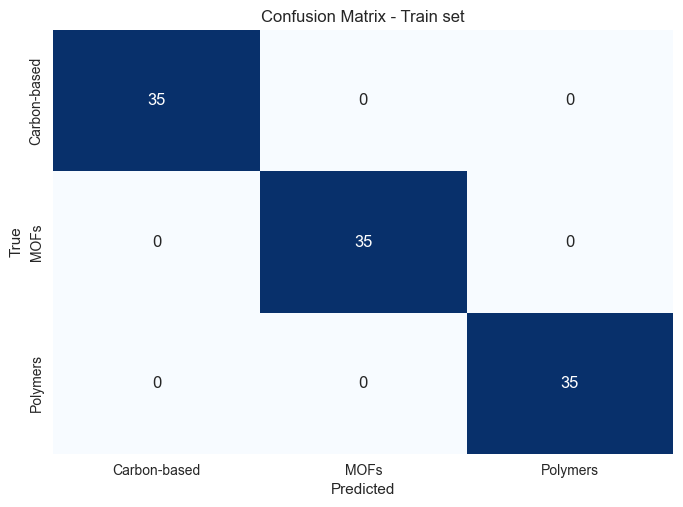 Confusion Matrix - Train set
True
Carbon-based
35 0 0
MOFs
0 35 0
Polymers
0 0 35
Carbon-based MOFs Polymers
Predicted